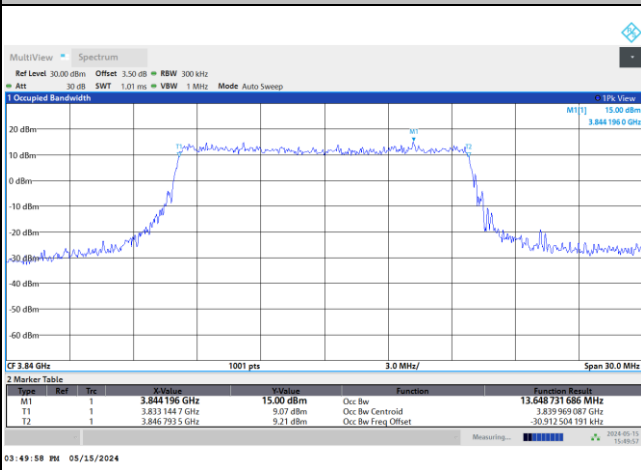 MultiView Spectrum
Ref Level 30.00 dBm Offset 3.50 dB RBW 300 kHz
Att 30 dB SWT 1.01 ms VBW 1 MHz Mode Auto Sweep
1 Occupied Bandwidth 1Pk View
M1[1] 15.00 dBm
3.844 196 0 GHz
20 dBm
M1
T1
T2
10 dBm
0 dBm
-10 dBm
-20 dBm
-30 dBm
-40 dBm
-50 dBm
-60 dBm
CF 3.84 GHz 1001 pts 3.0 MHz/ Span 30.0 MHz
2 Marker Table
Type Ref Trc X-Value Y-Value Function Function Result
M1 1 3.844 196 GHz 15.00 dBm Occ Bw 13.648 731 686 MHz
T1 1 3.833 144 7 GHz 9.07 dBm Occ Bw Centroid 3.839 969 087 GHz
T2 1 3.846 793 5 GHz 9.21 dBm Occ Bw Freq Offset -30.912 504 191 kHz
Measuring... 2024-05-15
15:49:57
03:49:58 PM 05/15/2024